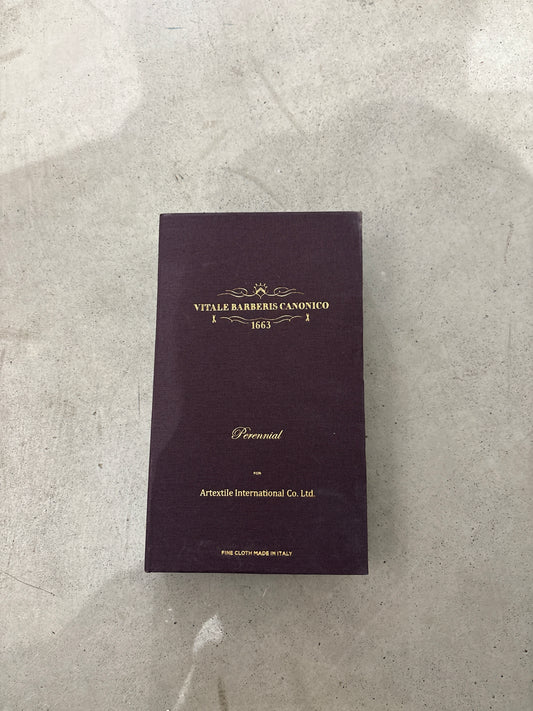 VITALE BARBERIS CANONICO
1663
Perennial
FOR
Artextile International Co. Ltd.
FINE CLOTH MADE IN ITALY